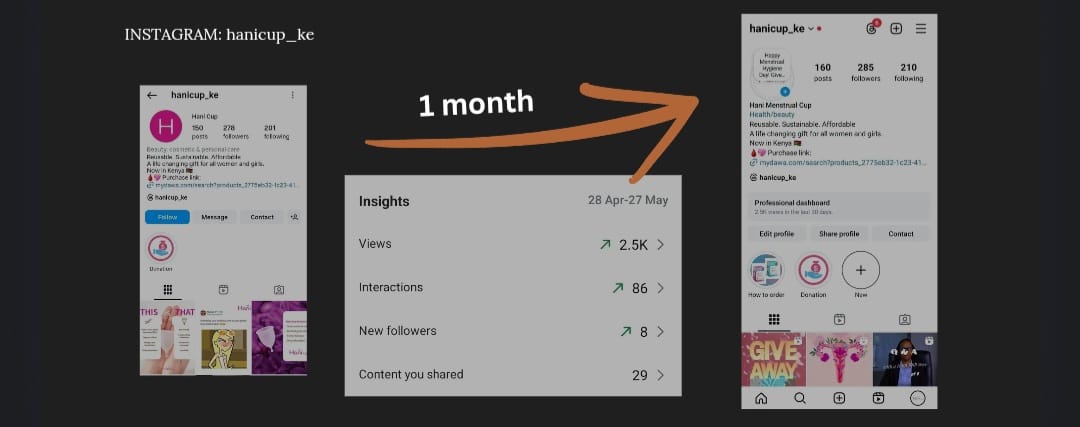 INSTAGRAM: hanicup_ke
hanicup_ke
H
Hani Cup
150 278 201
posts followers following
Beauty, cosmetic & personal care
Reusable. Sustainable. Affordable
A life changing gift for all women and girls.
Now in Kenya
Purchase link:
mydawa.com/search?products_2775eb32-1c23-41...
hanicup_ke
Follow Message Contact
Donation
THIS THAT
1 month
Insights 28 Apr-27 May
Views 2.5K
Interactions 86
New followers 8
Content you shared 29
hanicup_ke
6
Happy
Menstrual
Hygiene
Day! Give...
160 285 210
posts followers following
Hani Menstrual Cup
Health/beauty
Reusable. Sustainable. Affordable
A life changing gift for all women and girls.
Now in Kenya
Purchase link:
mydawa.com/search?products_2775eb32-1c23-41...
hanicup_ke
Professional dashboard
2.5K views in the last 30 days.
Edit profile Share profile Contact
How to order Donation New
GIVE
AWAY
Q & A